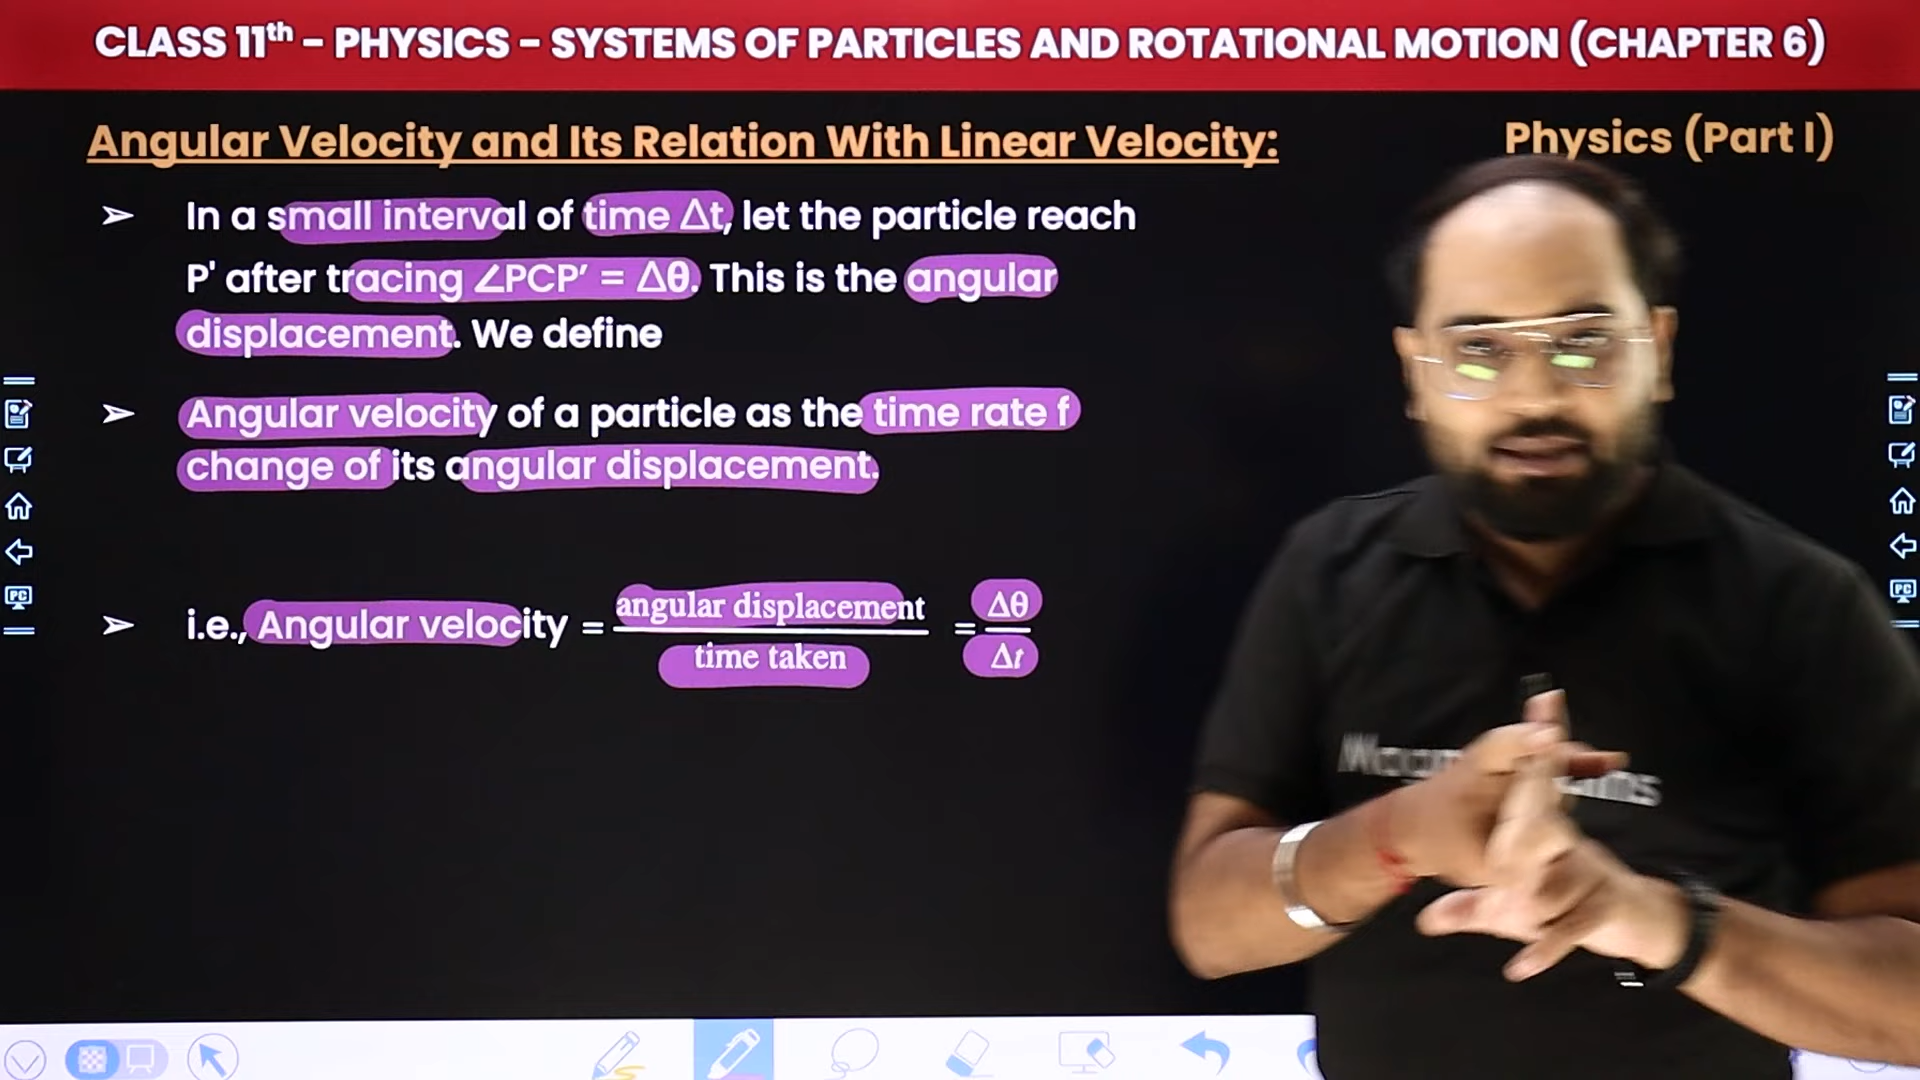 CLASS 11th - PHYSICS - SYSTEMS OF PARTICLES AND ROTATIONAL MOTION (CHAPTER 6)
Angular Velocity and Its Relation With Linear Velocity:
Physics (Part I)
➢ In a small interval of time Δt, let the particle reach
P' after tracing ∠PCP′ = Δθ. This is the angular
displacement. We define
➢ Angular velocity of a particle as the time rate f
change of its angular displacement.
➢ i.e., Angular velocity = angular displacement / time taken = Δθ / Δt
PC
PC